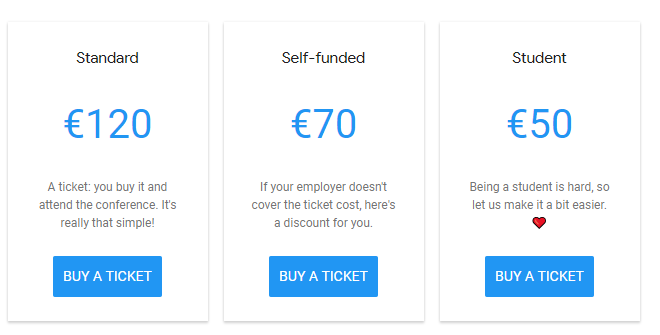 Standard
€120
A ticket: you buy it and
attend the conference. It's
really that simple!
BUY A TICKET
Self-funded
€70
If your employer doesn't
cover the ticket cost, here's
a discount for you.
BUY A TICKET
Student
€50
Being a student is hard, so
let us make it a bit easier.
BUY A TICKET